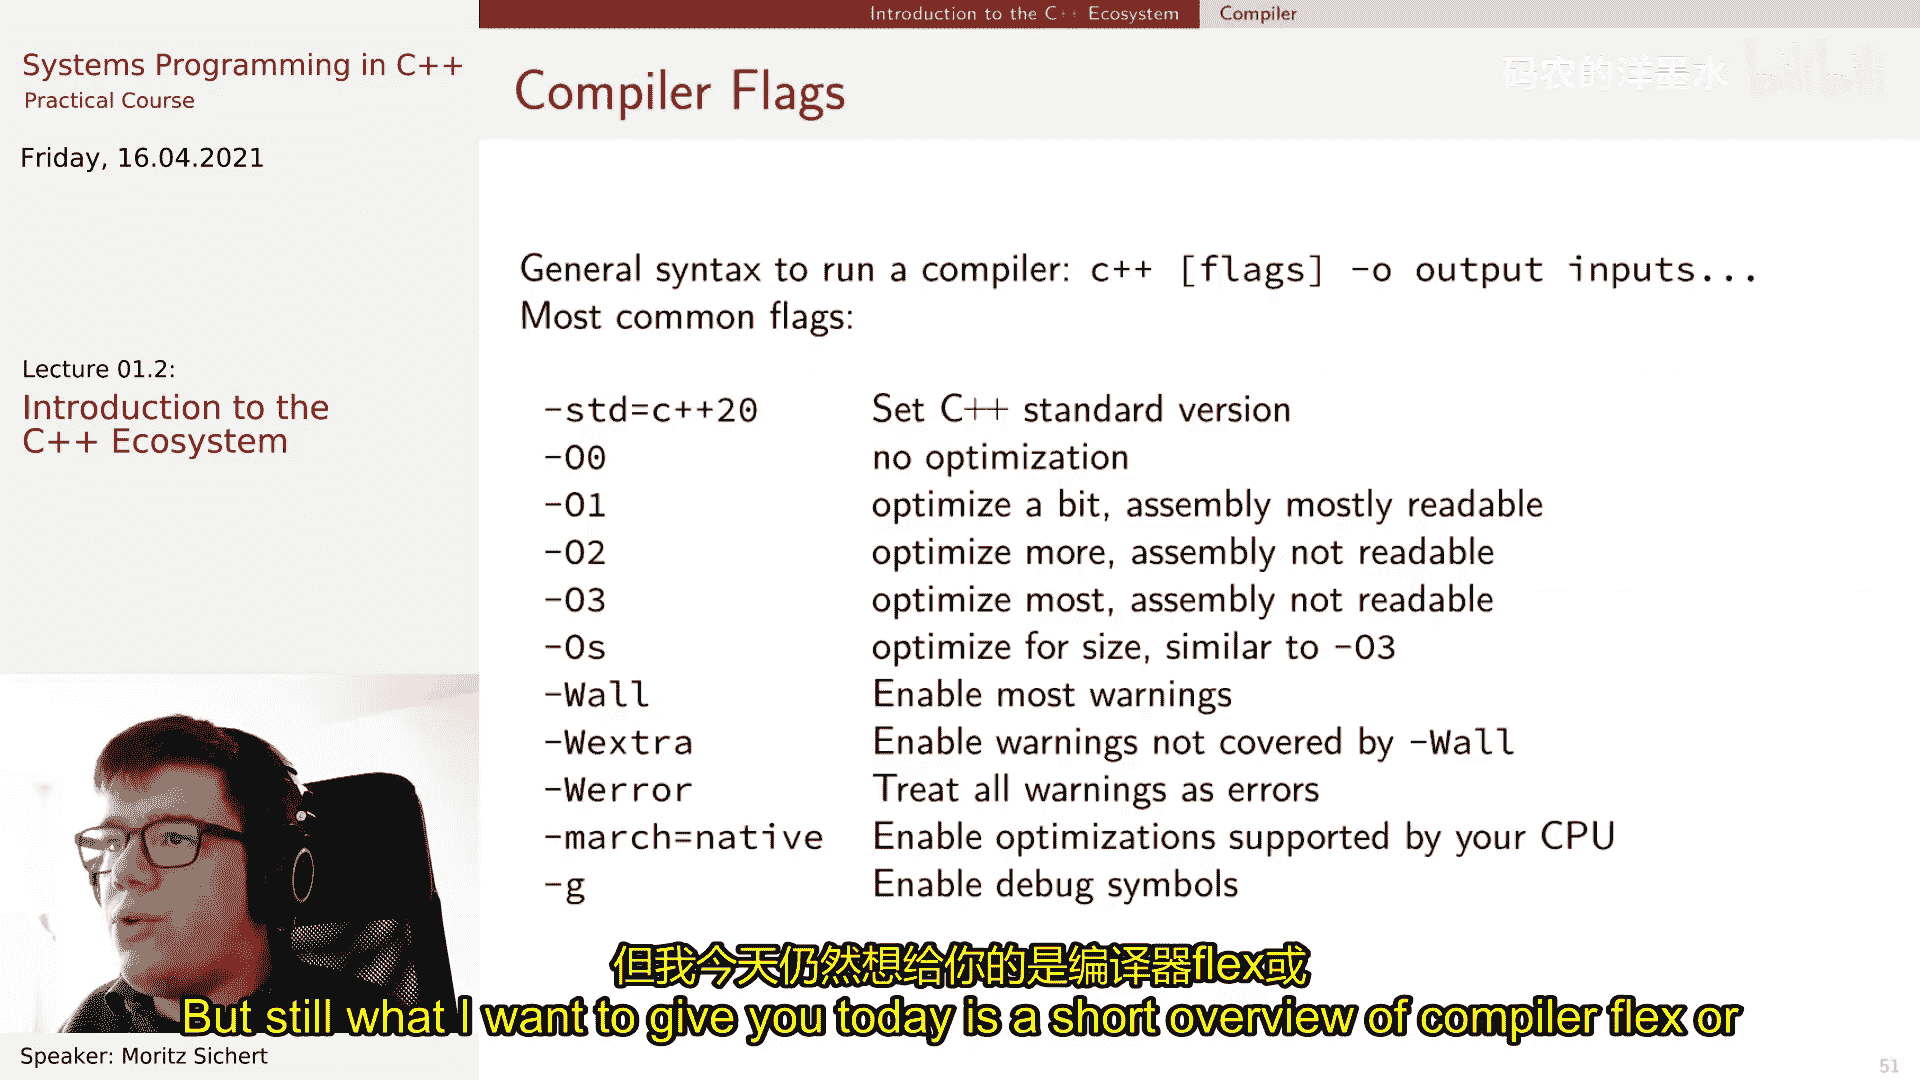 Introduction to the C++ Ecosystem Compiler
Systems Programming in C++
Practical Course
Friday, 16.04.2021
Lecture 01.2:
Introduction to the
C++ Ecosystem
Speaker: Moritz Sichert
Compiler Flags
码农的洋墨水 bilibili
General syntax to run a compiler: c++ [flags] -o output inputs...
Most common flags:
-std=c++20 Set C++ standard version
-O0 no optimization
-O1 optimize a bit, assembly mostly readable
-O2 optimize more, assembly not readable
-O3 optimize most, assembly not readable
-Os optimize for size, similar to -O3
-Wall Enable most warnings
-Wextra Enable warnings not covered by -Wall
-Werror Treat all warnings as errors
-march=native Enable optimizations supported by your CPU
-g Enable debug symbols
但我今天仍然想给你的是编译器flex或
But still what I want to give you today is a short overview of compiler flex or
51